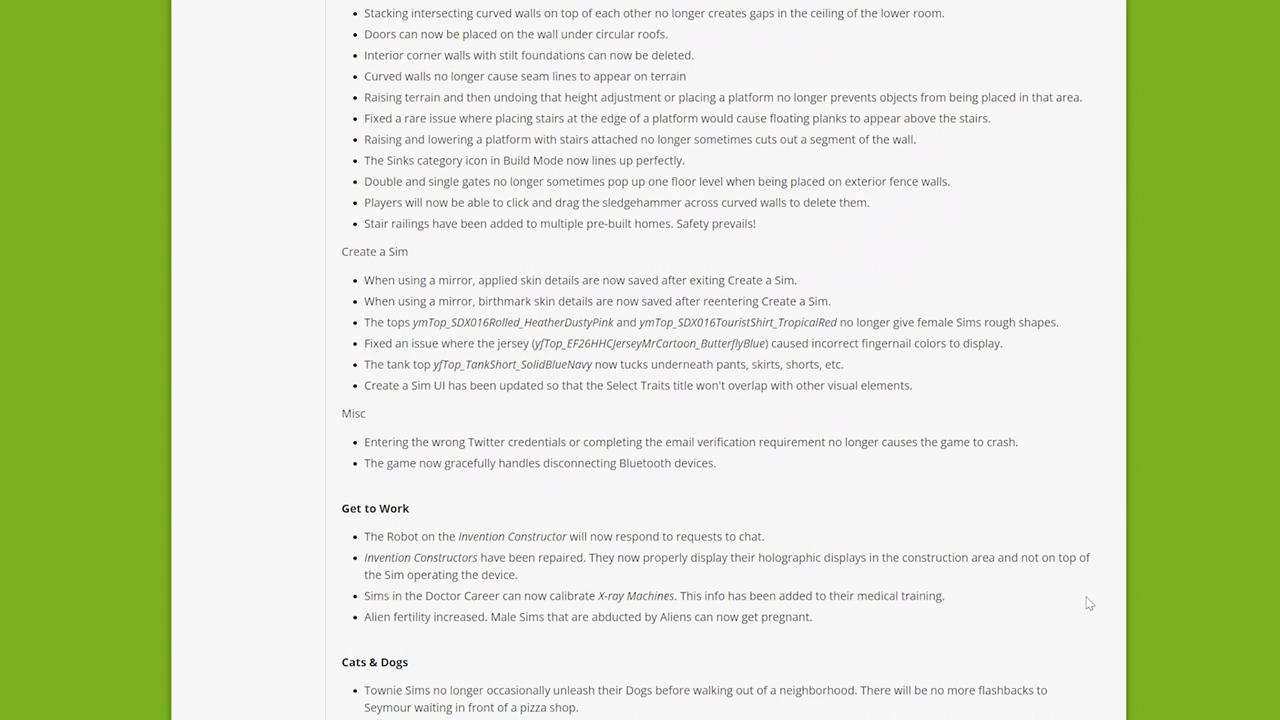 Stacking intersecting curved walls on top of each other no longer creates gaps in the ceiling of the lower room.
Doors can now be placed on the wall under circular roofs.
Interior corner walls with stilt foundations can now be deleted.
Curved walls no longer cause seam lines to appear on terrain
Raising terrain and then undoing that height adjustment or placing a platform no longer prevents objects from being placed in that area.
Fixed a rare issue where placing stairs at the edge of a platform would cause floating planks to appear above the stairs.
Raising and lowering a platform with stairs attached no longer sometimes cuts out a segment of the wall.
The Sinks category icon in Build Mode now lines up perfectly.
Double and single gates no longer sometimes pop up one floor level when being placed on exterior fence walls.
Players will now be able to click and drag the sledgehammer across curved walls to delete them.
Stair railings have been added to multiple pre-built homes. Safety prevails!
Create a Sim
When using a mirror, applied skin details are now saved after exiting Create a Sim.
When using a mirror, birthmark skin details are now saved after reentering Create a Sim.
The tops ymTop_SDX016Rolled_HeatherDustyPink and ymTop_SDX016TouristShirt_TropicalRed no longer give female Sims rough shapes.
Fixed an issue where the jersey (yfTop_EF26HHCJerseyMrCartoon_ButterflyBlue) caused incorrect fingernail colors to display.
The tank top yfTop_TankShort_SolidBlueNavy now tucks underneath pants, skirts, shorts, etc.
Create a Sim UI has been updated so that the Select Traits title won't overlap with other visual elements.
Misc
Entering the wrong Twitter credentials or completing the email verification requirement no longer causes the game to crash.
The game now gracefully handles disconnecting Bluetooth devices.
Get to Work
The Robot on the Invention Constructor will now respond to requests to chat.
Invention Constructors have been repaired. They now properly display their holographic displays in the construction area and not on top of
the Sim operating the device.
Sims in the Doctor Career can now calibrate X-ray Machines. This info has been added to their medical training.
Alien fertility increased. Male Sims that are abducted by Aliens can now get pregnant.
Cats & Dogs
Townie Sims no longer occasionally unleash their Dogs before walking out of a neighborhood. There will be no more flashbacks to
Seymour waiting in front of a pizza shop.